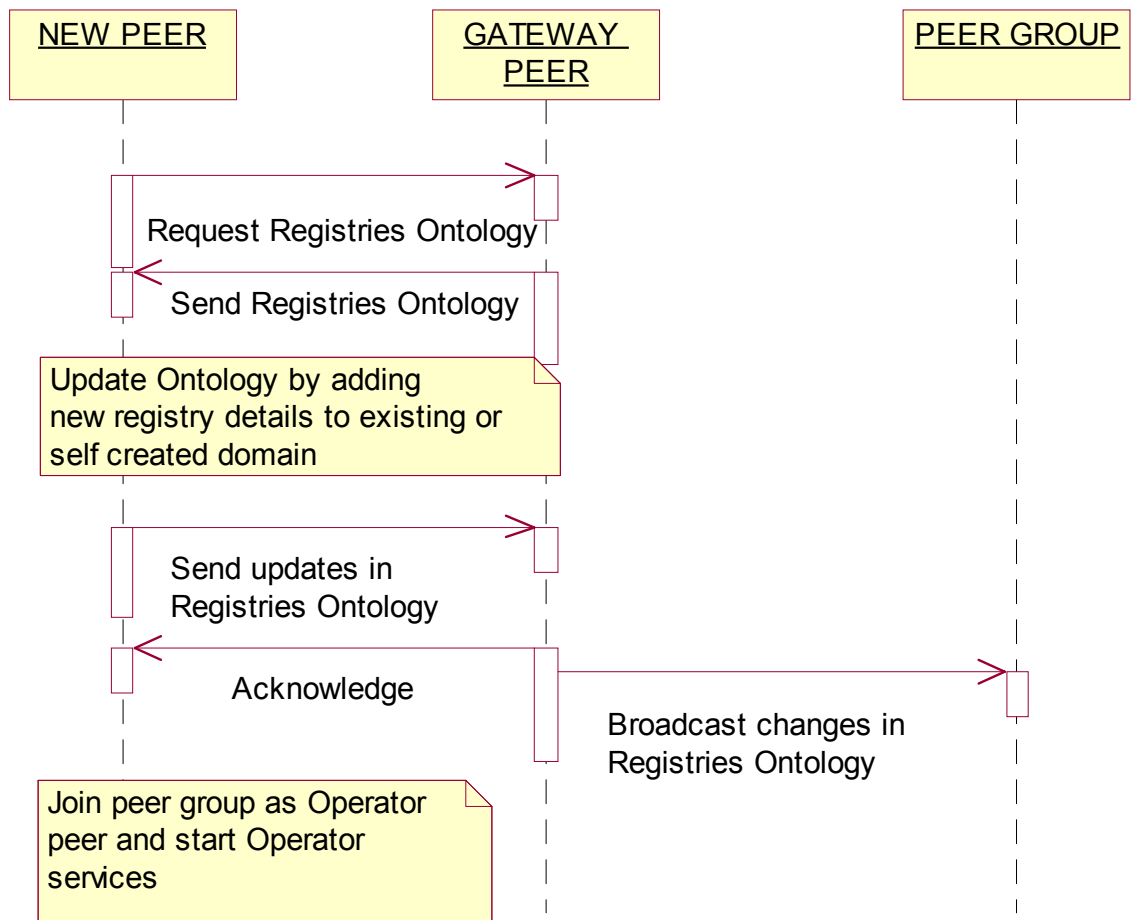 NEW PEER
GATEWAY
PEER
PEER GROUP
Request Registries Ontology
Send Registries Ontology
Update Ontology by adding
new registry details to existing or
self created domain
Send updates in
Registries Ontology
Acknowledge
Broadcast changes in
Registries Ontology
Join peer group as Operator
peer and start Operator
services